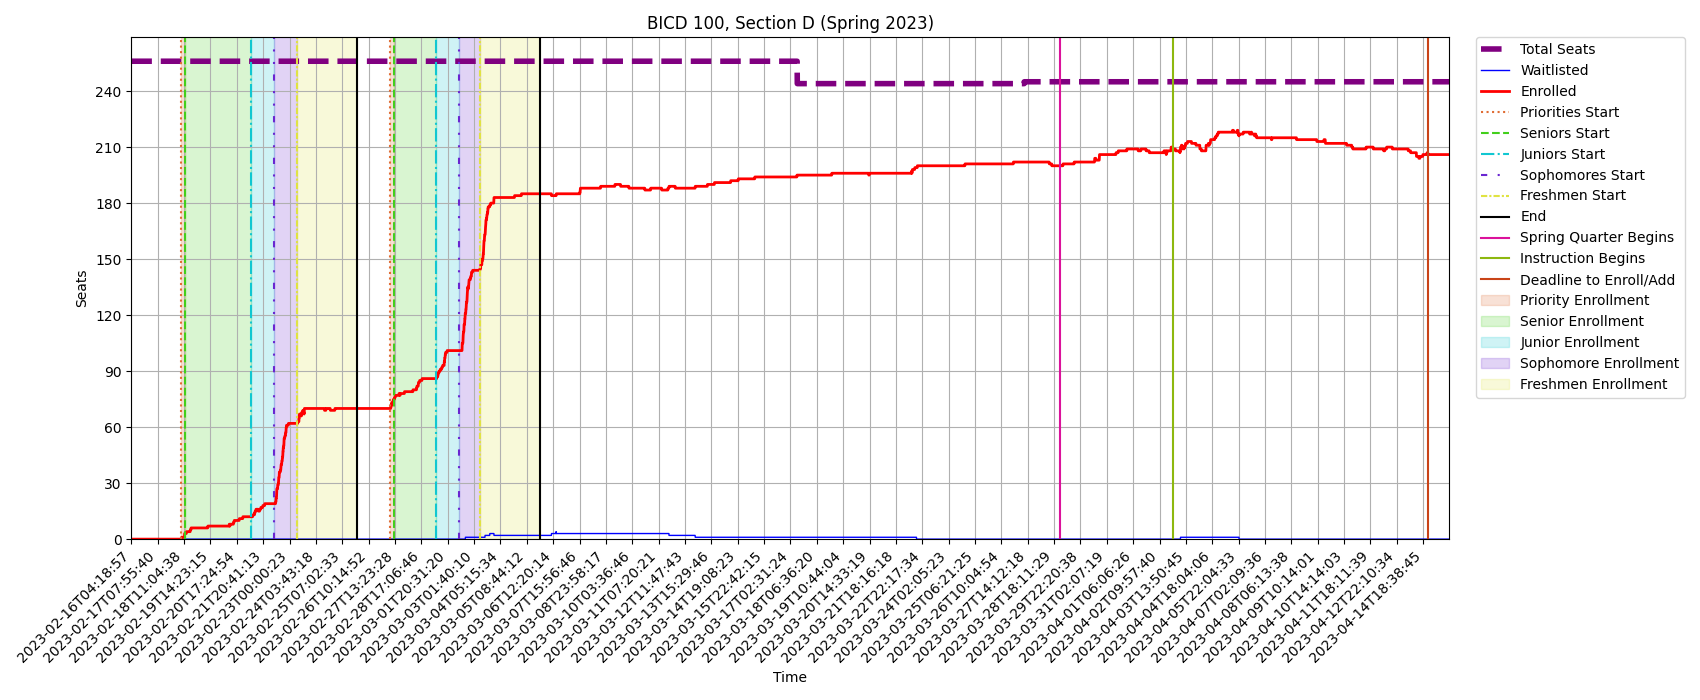 BICD 100, Section D (Spring 2023)
Seats
240
210
180
150
120
90
60
30
0
2023-02-16T04:18:57
2023-02-17T07:55:40
2023-02-18T11:04:38
2023-02-19T14:23:15
2023-02-20T17:24:54
2023-02-21T20:41:13
2023-02-23T00:00:23
2023-02-24T03:43:18
2023-02-25T07:02:33
2023-02-26T10:14:52
2023-02-27T13:23:28
2023-02-28T17:06:46
2023-03-01T20:31:20
2023-03-03T01:40:10
2023-03-04T05:15:34
2023-03-05T08:44:12
2023-03-06T12:20:14
2023-03-07T15:56:46
2023-03-08T23:58:17
2023-03-10T03:36:46
2023-03-11T07:20:21
2023-03-12T11:47:43
2023-03-13T15:29:46
2023-03-14T19:08:23
2023-03-15T22:42:15
2023-03-17T02:31:24
2023-03-18T06:36:20
2023-03-19T10:44:04
2023-03-20T14:33:19
2023-03-21T18:16:18
2023-03-22T22:17:34
2023-03-24T02:05:23
2023-03-25T06:21:25
2023-03-26T10:04:54
2023-03-27T14:12:18
2023-03-28T18:11:29
2023-03-29T22:20:38
2023-03-31T02:07:19
2023-04-01T06:06:26
2023-04-02T09:57:40
2023-04-03T13:50:45
2023-04-04T18:04:06
2023-04-05T22:04:33
2023-04-07T02:09:36
2023-04-08T06:13:38
2023-04-09T10:14:01
2023-04-10T14:14:03
2023-04-11T18:11:39
2023-04-12T22:10:34
2023-04-14T18:38:45
Time
Total Seats
Waitlisted
Enrolled
Priorities Start
Seniors Start
Juniors Start
Sophomores Start
Freshmen Start
End
Spring Quarter Begins
Instruction Begins
Deadline to Enroll/Add
Priority Enrollment
Senior Enrollment
Junior Enrollment
Sophomore Enrollment
Freshmen Enrollment